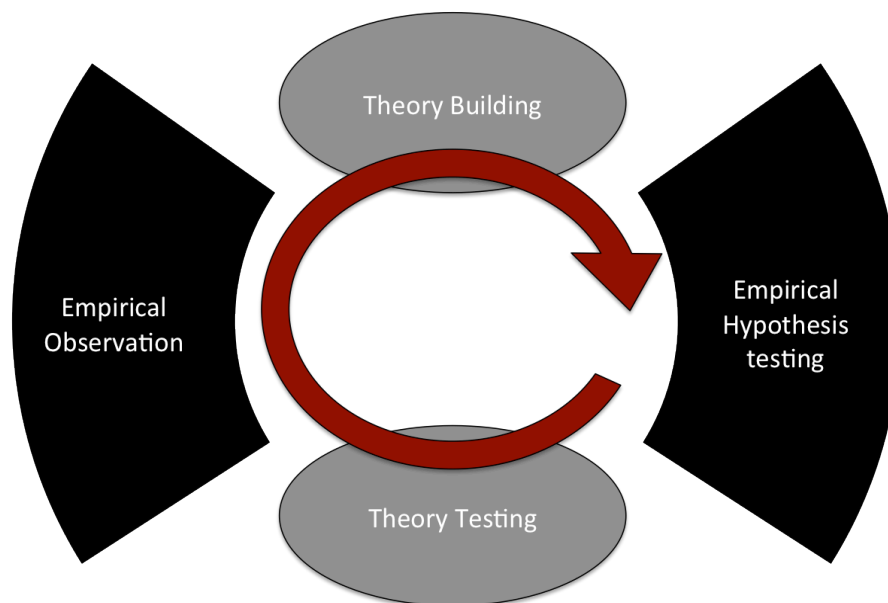 Theory Building
Empirical
Observation
Empirical
Hypothesis
testing
Theory Testing